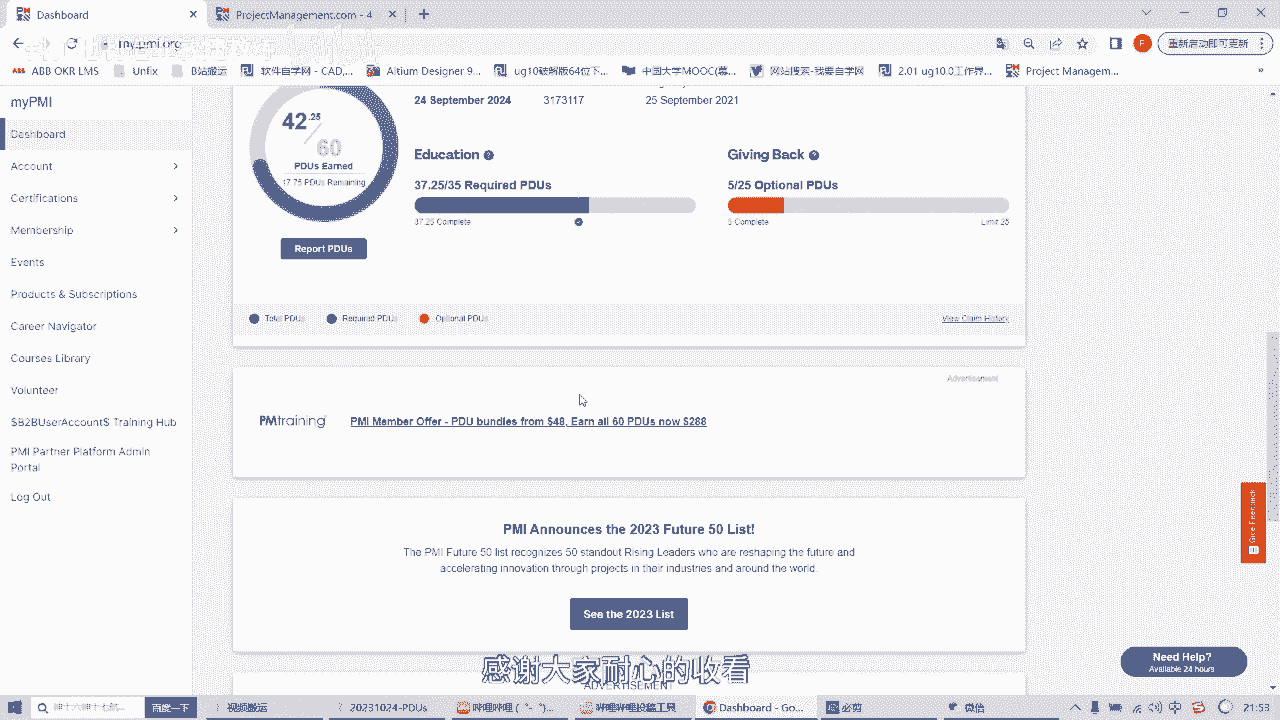 Dashboard
ProjectManagement.com - 4
my.pmi.org
重新启动即可更新
ABB OKR LMS
Unfix
B站搬运
软件自学网 - CAD,...
Altium Designer 9...
ug10破解版64位下...
中国大学MOOC(慕...
网站搜索-我要自学网
2.01 ug10.0工作界...
Project Managem...
myPMI
Dashboard
Account
Certifications
Membership
Events
Products & Subscriptions
Career Navigator
Courses Library
Volunteer
$B2BUserAccount$ Training Hub
PMI Partner Platform Admin
Portal
Log Out
24 September 2024 3173117 25 September 2021
42.25
60
PDUs Earned
17.75 PDUs Remaining
Report PDUs
Education
37.25/35 Required PDUs
37.25 Complete
Giving Back
5/25 Optional PDUs
5 Complete Limit 25
Total PDUs Required PDUs Optional PDUs View Claim History
Advertisement
PMtraining PMI Member Offer - PDU bundles from $48, Earn all 60 PDUs now $288
PMI Announces the 2023 Future 50 List!
The PMI Future 50 list recognizes 50 standout Rising Leaders who are reshaping the future and
accelerating innovation through projects in their industries and around the world.
See the 2023 List
Give Feedback
Need Help?
Available 24 hours
感谢大家耐心的收看
ADVERTISEMENT
百度一下
视频搬运
20231024-PDUs
哔哩哔哩 (゜-゜)...
哔哩哔哩投稿工具
Dashboard - Go...
必剪
微信
中
21:53